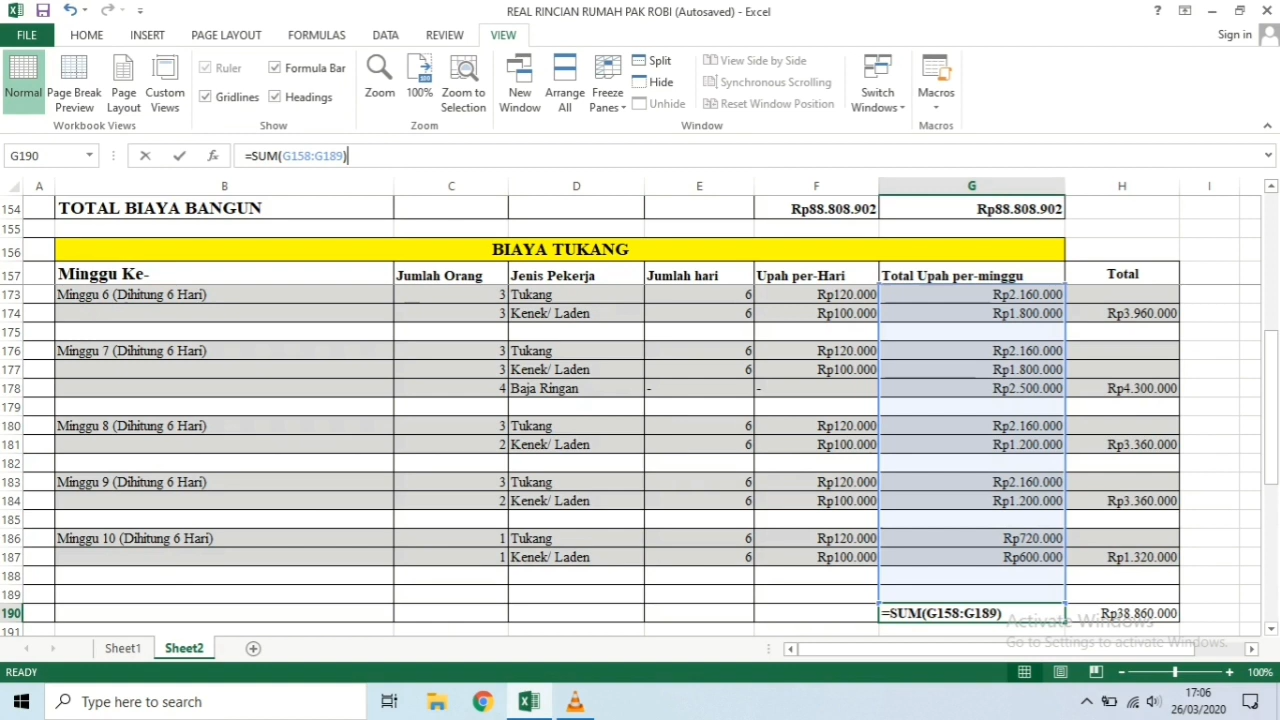 REAL RINCIAN RUMAH PAK ROBI (Autosaved) - Excel
?
FILE HOME INSERT PAGE LAYOUT FORMULAS DATA REVIEW VIEW Sign in
Normal Page Break Preview Page Layout Custom Views
Workbook Views
Ruler Formula Bar
Gridlines Headings
Show
Zoom 100% Zoom to Selection
Zoom
New Window Arrange All Freeze Panes
Split
Hide
Unhide
View Side by Side
Synchronous Scrolling
Reset Window Position
Switch Windows
Window
Macros
Macros
G190 fx =SUM(G158:G189)
A B C D E F G H I
154 TOTAL BIAYA BANGUN Rp88.808.902 Rp88.808.902
155
156 BIAYA TUKANG
157 Minggu Ke- Jumlah Orang Jenis Pekerja Jumlah hari Upah per-Hari Total Upah per-minggu Total
173 Minggu 6 (Dihitung 6 Hari) 3 Tukang 6 Rp120.000 Rp2.160.000
174 3 Kenek/ Laden 6 Rp100.000 Rp1.800.000 Rp3.960.000
175
176 Minggu 7 (Dihitung 6 Hari) 3 Tukang 6 Rp120.000 Rp2.160.000
177 3 Kenek/ Laden 6 Rp100.000 Rp1.800.000
178 4 Baja Ringan - - Rp2.500.000 Rp4.300.000
179
180 Minggu 8 (Dihitung 6 Hari) 3 Tukang 6 Rp120.000 Rp2.160.000
181 2 Kenek/ Laden 6 Rp100.000 Rp1.200.000 Rp3.360.000
182
183 Minggu 9 (Dihitung 6 Hari) 3 Tukang 6 Rp120.000 Rp2.160.000
184 2 Kenek/ Laden 6 Rp100.000 Rp1.200.000 Rp3.360.000
185
186 Minggu 10 (Dihitung 6 Hari) 1 Tukang 6 Rp120.000 Rp720.000
187 1 Kenek/ Laden 6 Rp100.000 Rp600.000 Rp1.320.000
188
189
190 =SUM(G158:G189) Rp38.860.000
191
Activate Windows
Go to Settings to activate Windows.
Sheet1 Sheet2
READY 100%
Type here to search
17:06
26/03/2020